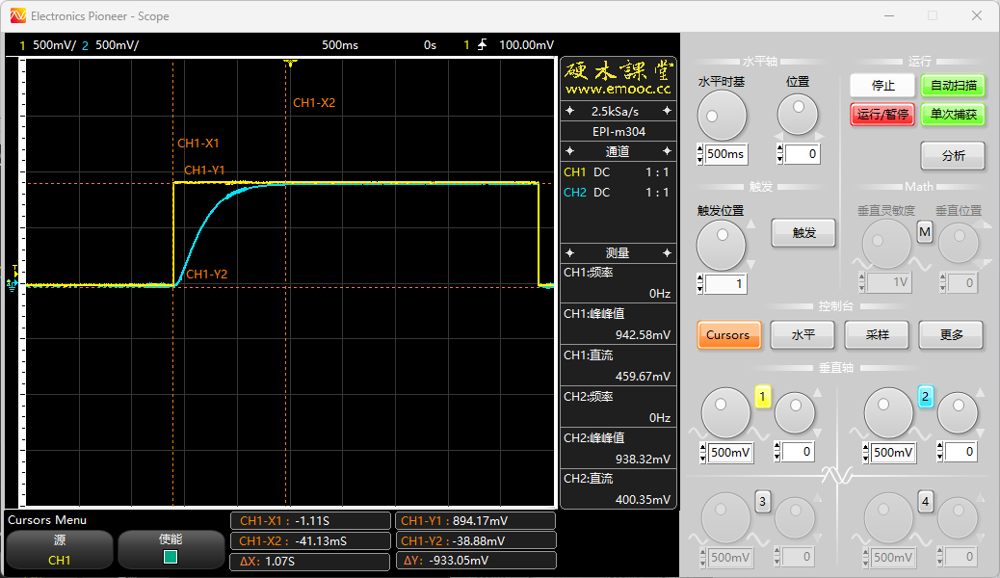 Electronics Pioneer - Scope
1 500mV/ 2 500mV/ 500ms 0s 1 100.00mV
CH1-X2
CH1-X1
CH1-Y1
CH1-Y2
T
硬木課堂
www.emooc.cc
2.5kSa/s
EPI-m304
通道
CH1 DC 1 : 1
CH2 DC 1 : 1
测量
CH1:频率
0Hz
CH1:峰峰值
942.58mV
CH1:直流
459.67mV
CH2:频率
0Hz
CH2:峰峰值
938.32mV
CH2:直流
400.35mV
Cursors Menu
源
CH1
使能
CH1-X1 : -1.11S
CH1-X2 : -41.13mS
ΔX: 1.07S
CH1-Y1 : 894.17mV
CH1-Y2 : -38.88mV
ΔY: -933.05mV
水平轴
水平时基 位置
500ms 0
运行
停止 自动扫描
运行/暂停 单次捕获
分析
触发
触发位置
触发
1
Math
垂直灵敏度 垂直位置
M
1V 0
控制台
Cursors 水平 采样 更多
垂直轴
1 2
500mV 0 500mV 0
3 4
500mV 0 500mV 0